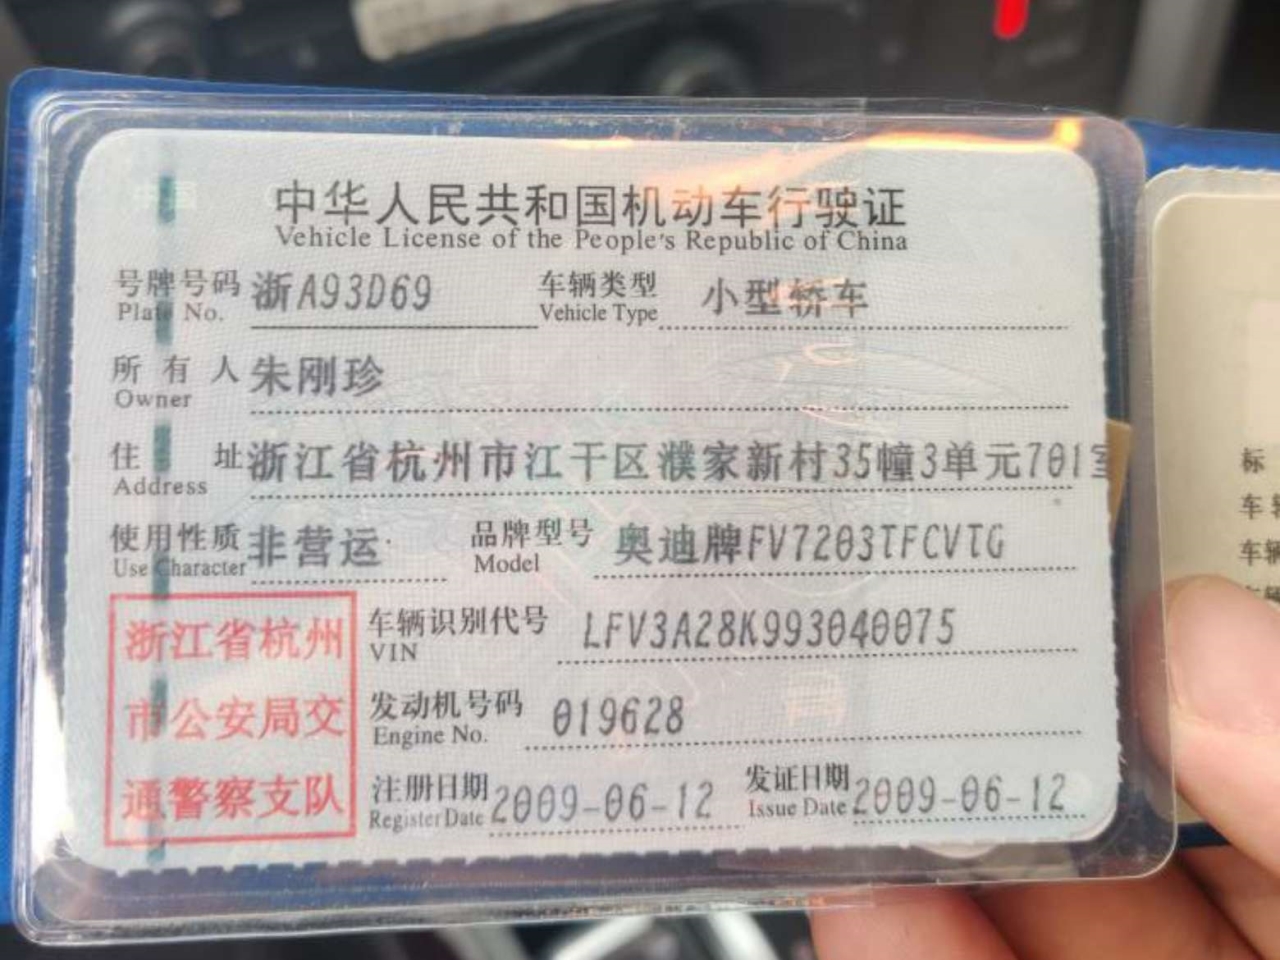 中华人民共和国机动车行驶证
Vehicle License of the People's Republic of China
号牌号码 浙A93D69 车辆类型 小型轿车
Plate No. Vehicle Type
所有人 朱刚珍
Owner
住址 浙江省杭州市江干区濮家新村35幢3单元701室
Address
使用性质 非营运 品牌型号 奥迪牌FV7203TFCVTG
Use Character Model
浙江省杭州
市公安局交
通警察支队
车辆识别代号 LFV3A28K993040075
VIN
发动机号码 019628
Engine No.
注册日期 2009-06-12 发证日期 2009-06-12
Register Date Issue Date
标
车
车辆